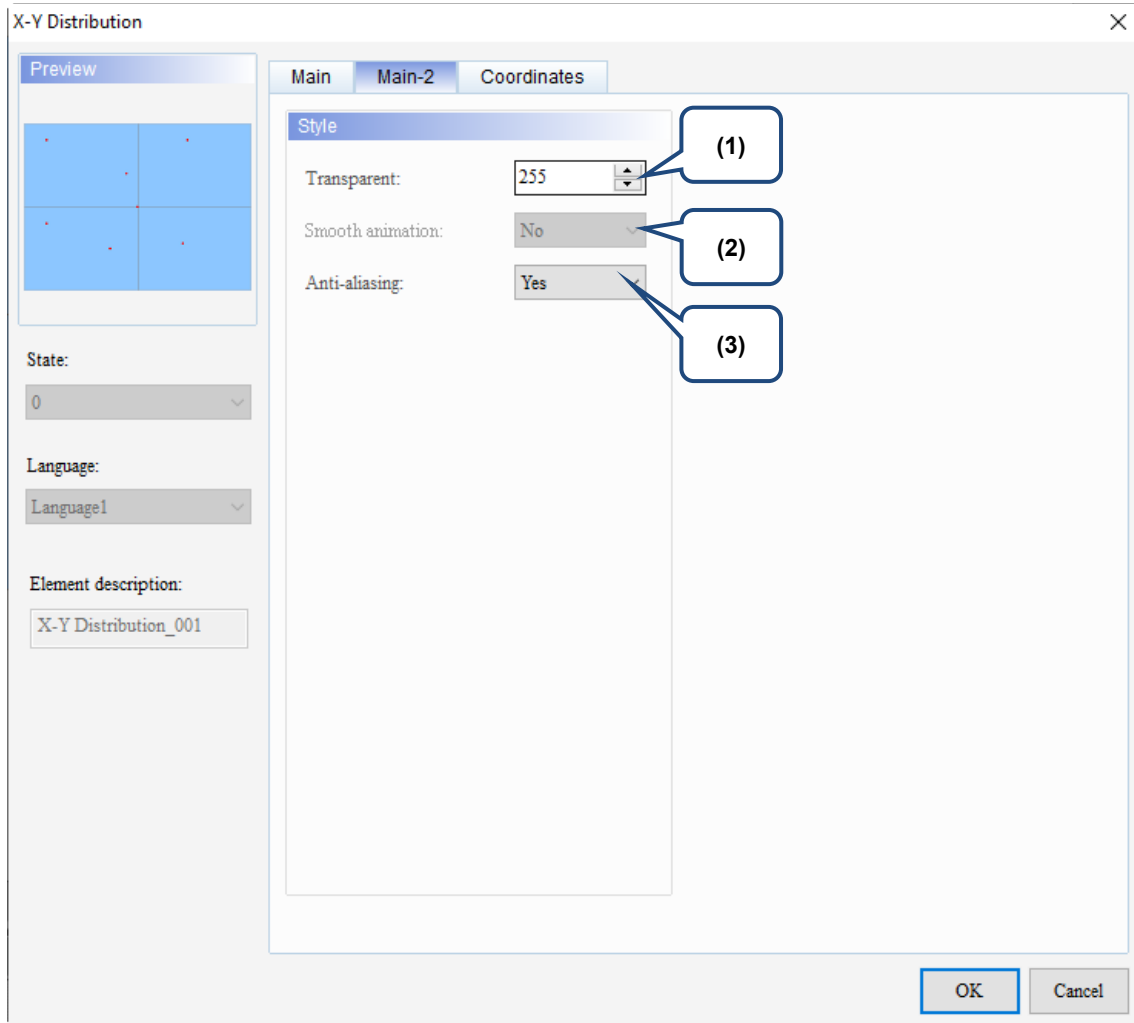 X-Y Distribution
Preview
Main Main-2 Coordinates
Style
(1)
Transparent: 255
Smooth animation: No
(2)
Anti-aliasing: Yes
(3)
State:
0
Language:
Language1
Element description:
X-Y Distribution_001
OK Cancel